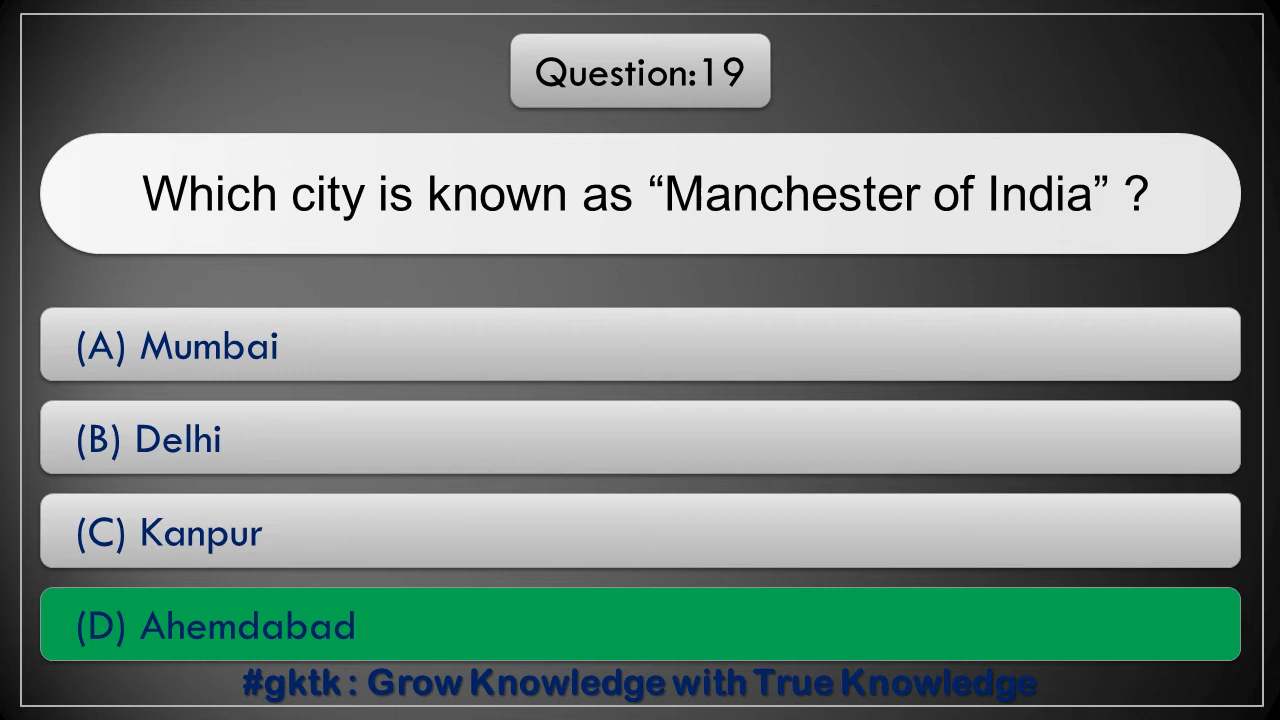 Question:19
Which city is known as “Manchester of India” ?
(A) Mumbai
(B) Delhi
(C) Kanpur
(D) Ahemdabad
#gktk : Grow Knowledge with True Knowledge